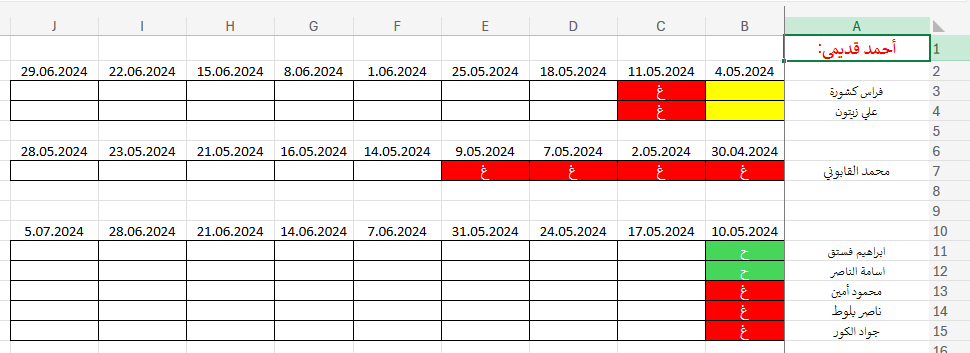 A B C D E F G H I J
1 أحمد قديمي:
2 4.05.2024 11.05.2024 18.05.2024 25.05.2024 1.06.2024 8.06.2024 15.06.2024 22.06.2024 29.06.2024
3 فراس كشورة غ
4 علي زيتون غ
5
6 30.04.2024 2.05.2024 7.05.2024 9.05.2024 14.05.2024 16.05.2024 21.05.2024 23.05.2024 28.05.2024
7 محمد القابوني غ غ غ غ
8
9
10 10.05.2024 17.05.2024 24.05.2024 31.05.2024 7.06.2024 14.06.2024 21.06.2024 28.06.2024 5.07.2024
11 ابراهيم فستق ح
12 اسامة الناصر ح
13 محمود أمين غ
14 ناصر بلوط غ
15 جواد الكور غ
16